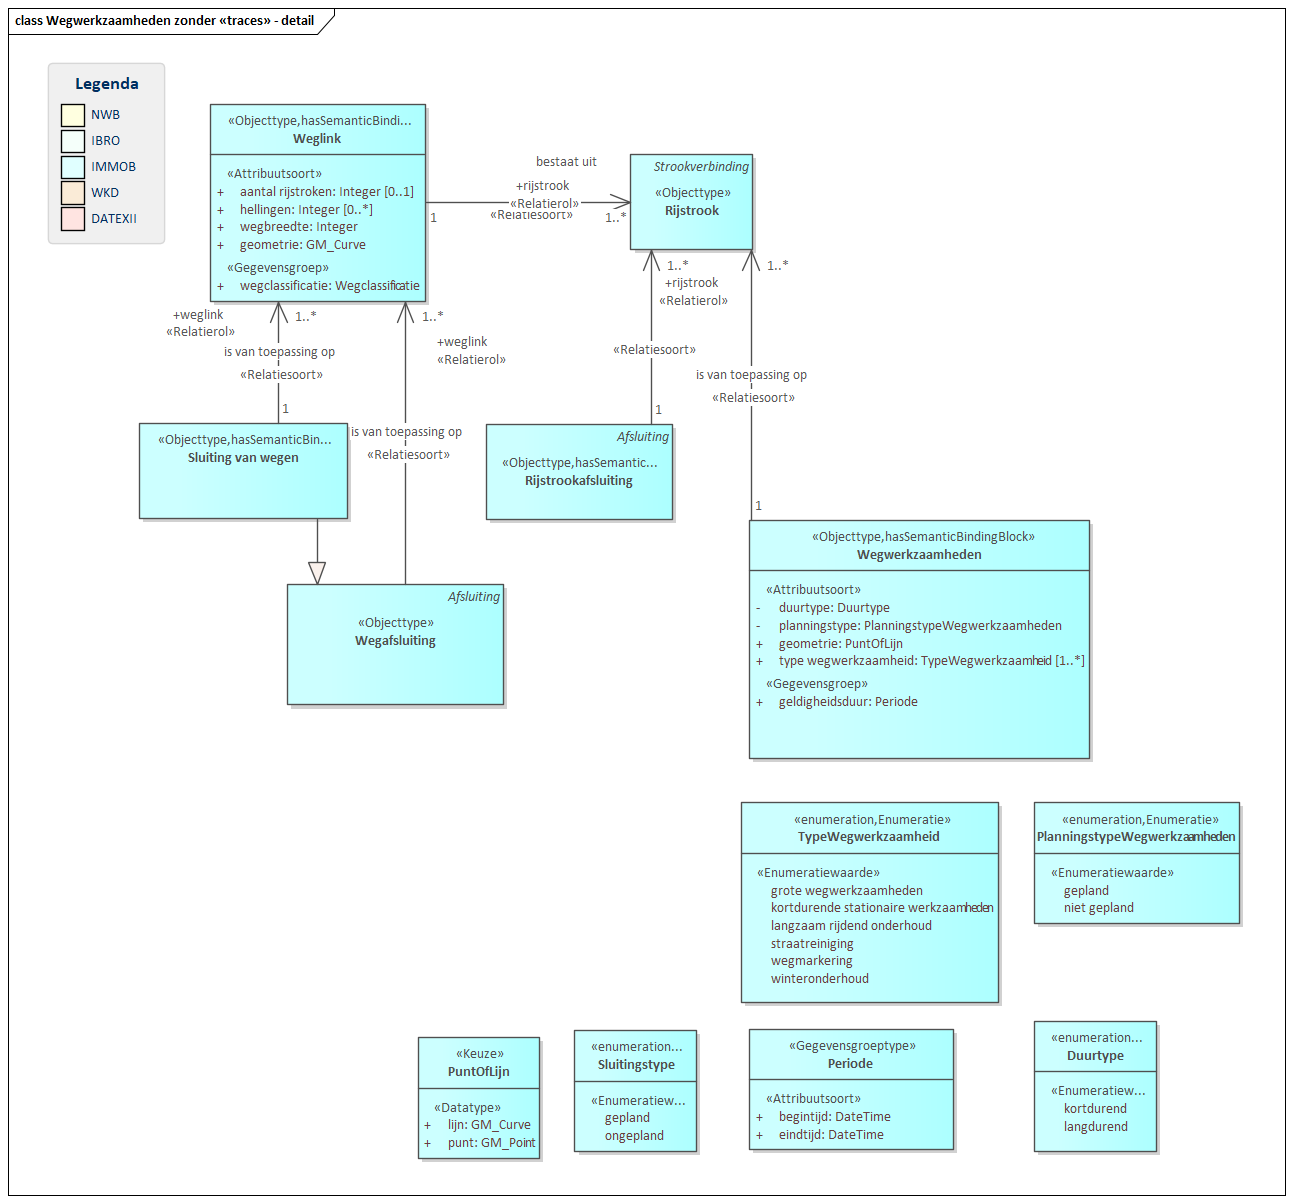 class Wegwerkzaamheden zonder «traces» - detail
Legenda
NWB
IBRO
IMMOB
WKD
DATEXII
«Objecttype,hasSemanticBindi...
Weglink
«Attribuutsoort»
+ aantal rijstroken: Integer [0..1]
+ hellingen: Integer [0..*]
+ wegbreedte: Integer
+ geometrie: GM_Curve
«Gegevensgroep»
+ wegclassificatie: Wegclassificatie
bestaat uit
+rijstrook
«Relatierol»
«Relatiesoort»
1
1..*
Strookverbinding
«Objecttype»
Rijstrook
+weglink
«Relatierol»
1..*
is van toepassing op
«Relatiesoort»
1
1..*
+weglink
«Relatierol»
is van toepassing op
«Relatiesoort»
1..*
+rijstrook
«Relatierol»
«Relatiesoort»
1
1..*
is van toepassing op
«Relatiesoort»
1
«Objecttype,hasSemanticBin...
Sluiting van wegen
Afsluiting
«Objecttype,hasSemantic...
Rijstrookafsluiting
Afsluiting
«Objecttype»
Wegafsluiting
«Objecttype,hasSemanticBindingBlock»
Wegwerkzaamheden
«Attribuutsoort»
- duurtype: Duurtype
- planningstype: PlanningstypeWegwerkzaamheden
+ geometrie: PuntOfLijn
+ type wegwerkzaamheid: TypeWegwerkzaamheid [1..*]
«Gegevensgroep»
+ geldigheidsduur: Periode
«enumeration,Enumeratie»
TypeWegwerkzaamheid
«Enumeratiewaarde»
grote wegwerkzaamheden
kortdurende stationaire werkzaamheden
langzaam rijdend onderhoud
straatreiniging
wegmarkering
winteronderhoud
«enumeration,Enumeratie»
PlanningstypeWegwerkzaamheden
«Enumeratiewaarde»
gepland
niet gepland
«Keuze»
PuntOfLijn
«Datatype»
+ lijn: GM_Curve
+ punt: GM_Point
«enumeration...
Sluitingstype
«Enumeratiew...
gepland
ongepland
«Gegevensgroeptype»
Periode
«Attribuutsoort»
+ begintijd: DateTime
+ eindtijd: DateTime
«enumeration...
Duurtype
«Enumeratiew...
kortdurend
langdurend